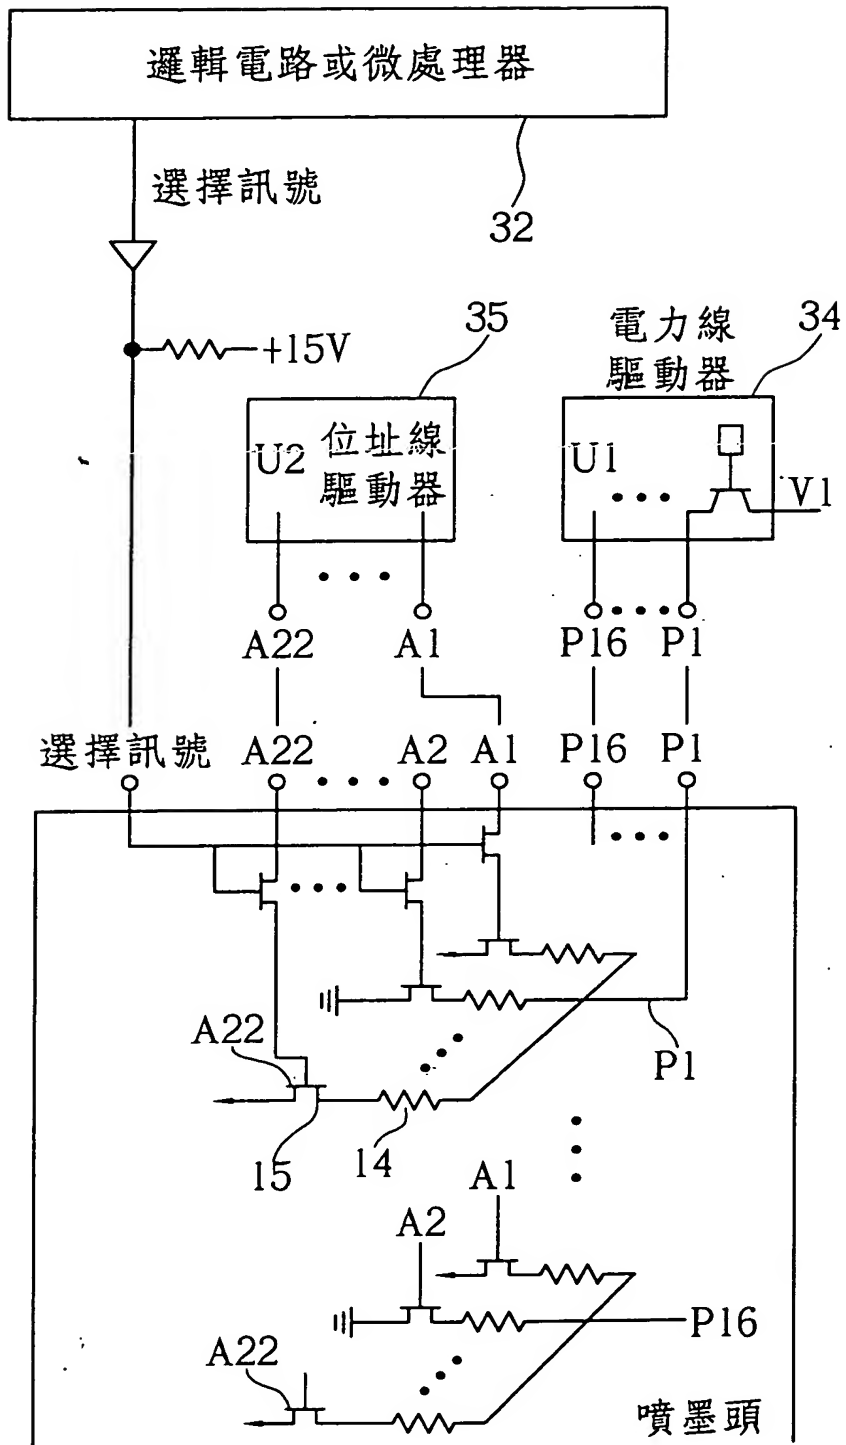 邏輯電路或微處理器
選擇訊號
32
+15V
35
電力線
驅動器
34
U2 位址線
驅動器
U1
V1
A22 A1 P16 P1
選擇訊號 A22 A2 A1 P16 P1
A22
P1
15 14
A1
A2
P16
A22
噴墨頭